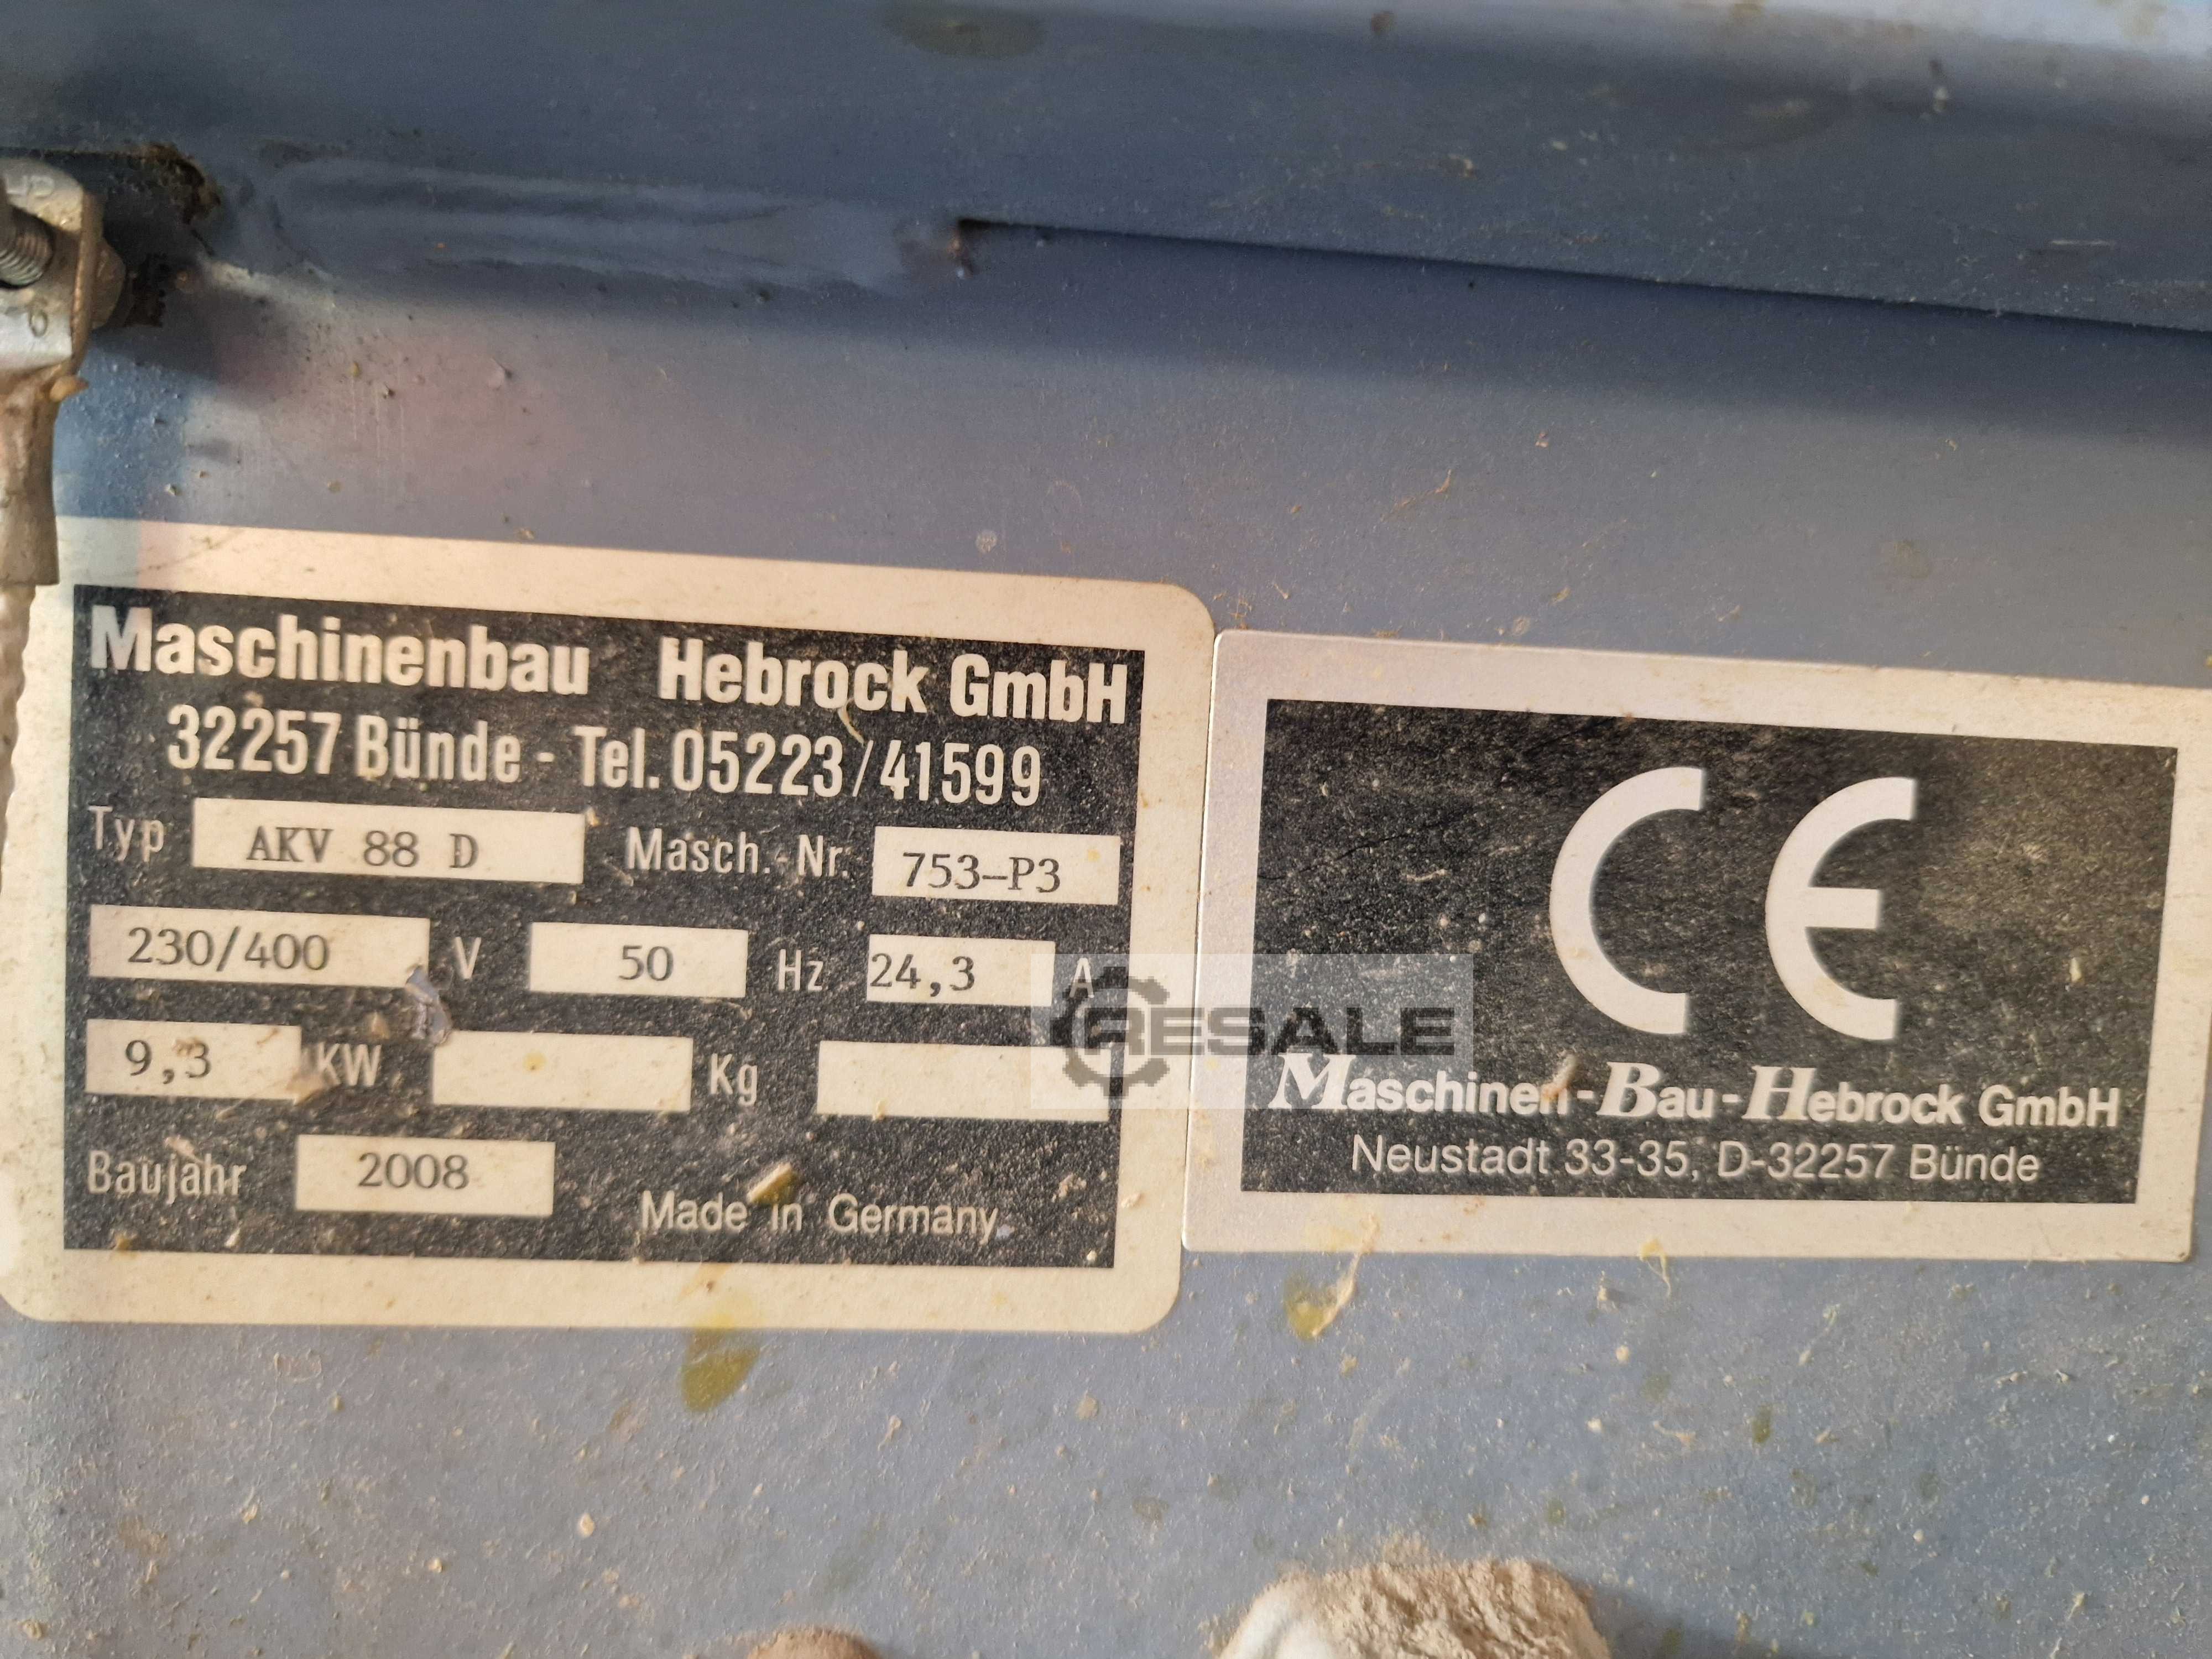 Maschinenbau Hebrock GmbH
32257 Bünde - Tel. 05223/41599
Typ AKV 88 D Masch.-Nr. 753-P3
230/400 V 50 Hz 24,3 A
9,3 KW Kg
Baujahr 2008 Made in Germany
CE
Maschinen-Bau-Hebrock GmbH
Neustadt 33-35, D-32257 Bünde
RESALE